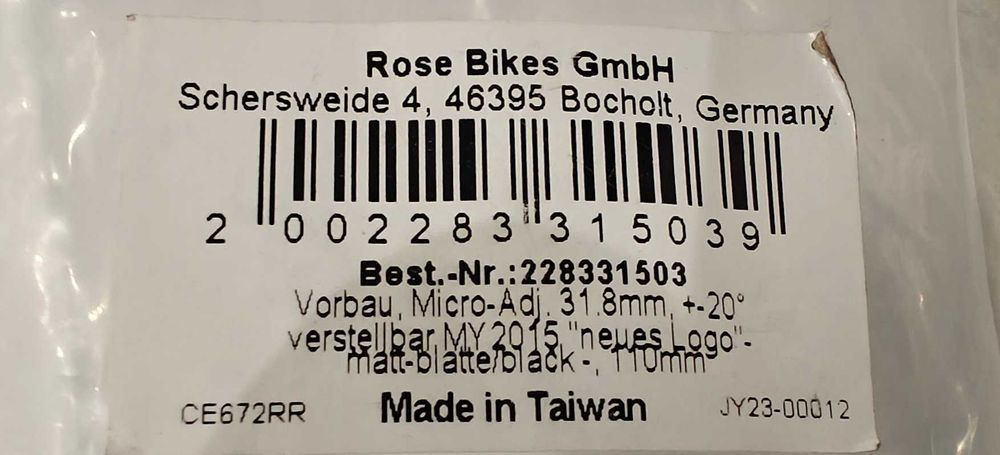 Rose Bikes GmbH
Schersweide 4, 46395 Bocholt, Germany
2 002283 315039
Best.-Nr.:228331503
Vorbau, Micro-Adj. 31.8mm, +-20°
verstellbar MY 2015 "neues Logo"-
matt-blatte/black -, 110mm
CE672RR Made in Taiwan JY23-00012